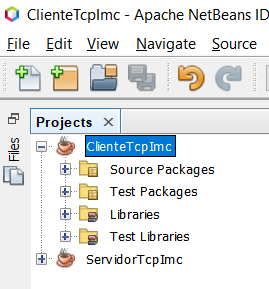 ClienteTcpImc - Apache NetBeans ID
File Edit View Navigate Source
Projects
Files
ClienteTcpImc
Source Packages
Test Packages
Libraries
Test Libraries
ServidorTcpImc